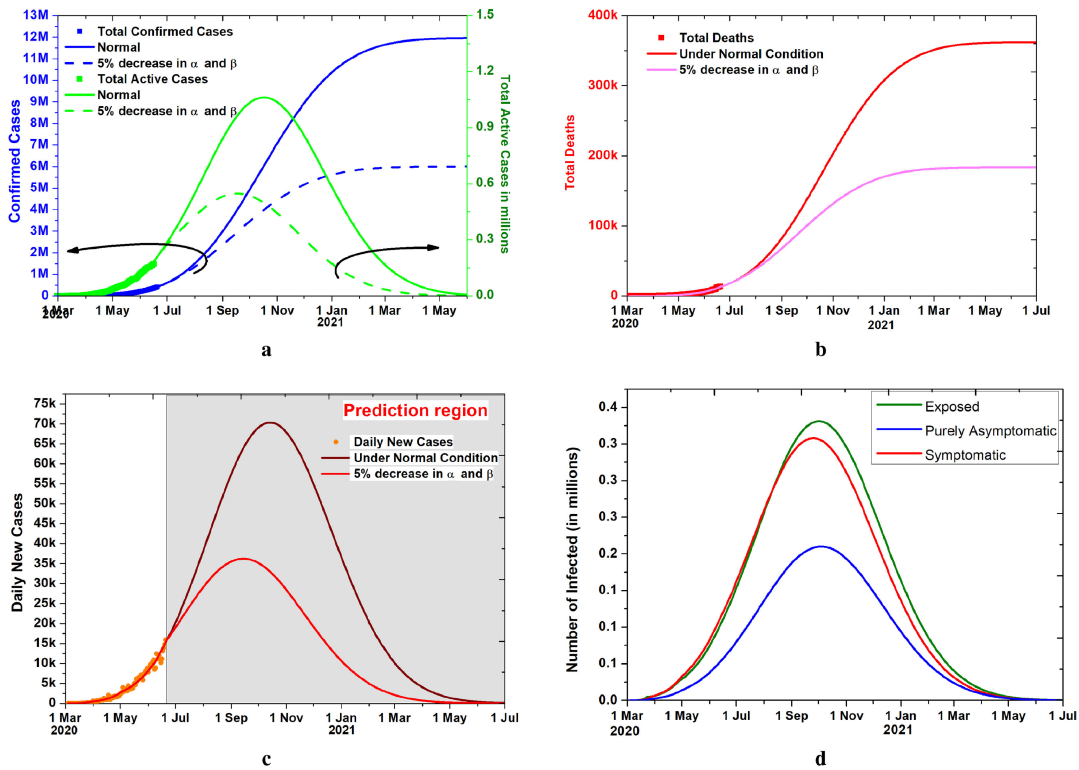 13M
12M
11M
10M
9M
8M
7M
6M
5M
4M
3M
2M
1M
0
Confirmed Cases
Total Confirmed Cases
Normal
5% decrease in α and β
Total Active Cases
Normal
5% decrease in α and β
1.5
1.2
0.9
0.6
0.3
0.0
Total Active Cases in millions
1 Mar 1 May 1 Jul 1 Sep 1 Nov 1 Jan 1 Mar 1 May
2020 2021
a
400k
300k
200k
100k
0
Total Deaths
Total Deaths
Under Normal Condition
5% decrease in α and β
1 Mar 1 May 1 Jul 1 Sep 1 Nov 1 Jan 1 Mar 1 May 1 Jul
2020 2021
b
75k
70k
65k
60k
55k
50k
45k
40k
35k
30k
25k
20k
15k
10k
5k
0
Daily New Cases
Prediction region
Daily New Cases
Under Normal Condition
5% decrease in α and β
1 Mar 1 May 1 Jul 1 Sep 1 Nov 1 Jan 1 Mar 1 May 1 Jul
2020 2021
c
0.4
0.3
0.3
0.2
0.1
0.1
0.1
0.0
Number of Infected (in millions)
Exposed
Purely Asymptomatic
Symptomatic
1 Mar 1 May 1 Jul 1 Sep 1 Nov 1 Jan 1 Mar 1 May 1 Jul
2020 2021
d